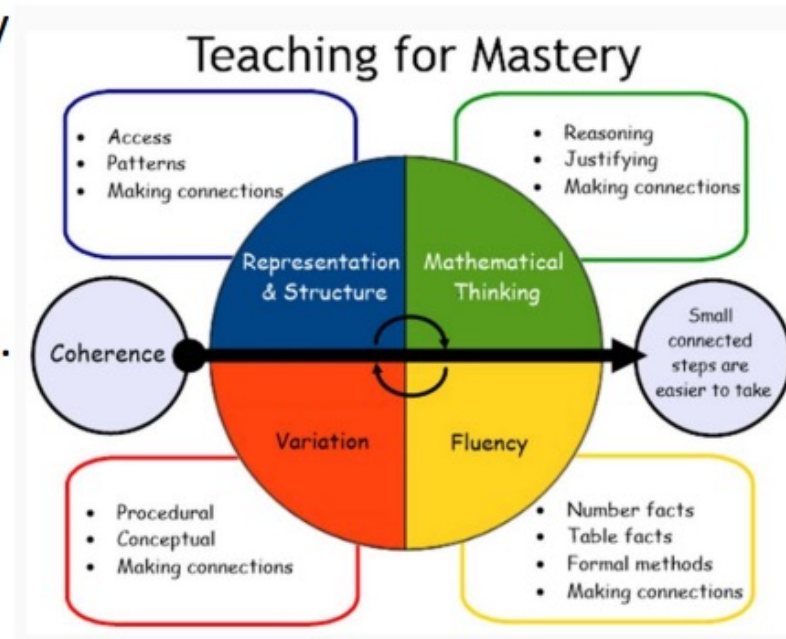 Teaching for Mastery
• Access
• Patterns
• Making connections
• Reasoning
• Justifying
• Making connections
Representation
& Structure
Mathematical
Thinking
Coherence
Small
connected
steps are
easier to take
Variation
Fluency
• Procedural
• Conceptual
• Making connections
• Number facts
• Table facts
• Formal methods
• Making connections